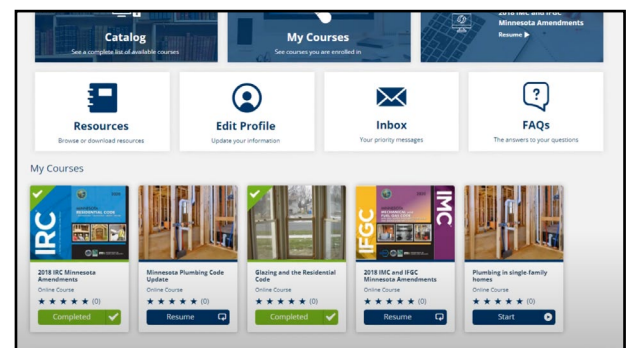 Catalog
See a complete list of available courses
My Courses
See courses you are enrolled in
2018 IMC and IFGC
Minnesota Amendments
Resume
Resources
Browse or download resources
Edit Profile
Update your information
Inbox
Your priority messages
FAQs
The answers to your questions
My Courses
IRC
RESIDENTIAL CODE
IFGC
IMC
2018 IRC Minnesota
Amendments
Online Course
(0)
Completed
Minnesota Plumbing Code
Update
Online Course
(0)
Resume
Glazing and the Residential
Code
Online Course
(0)
Completed
2018 IMC and IFGC
Minnesota Amendments
Online Course
(0)
Resume
Plumbing in single family
homes
Online Course
(0)
Start